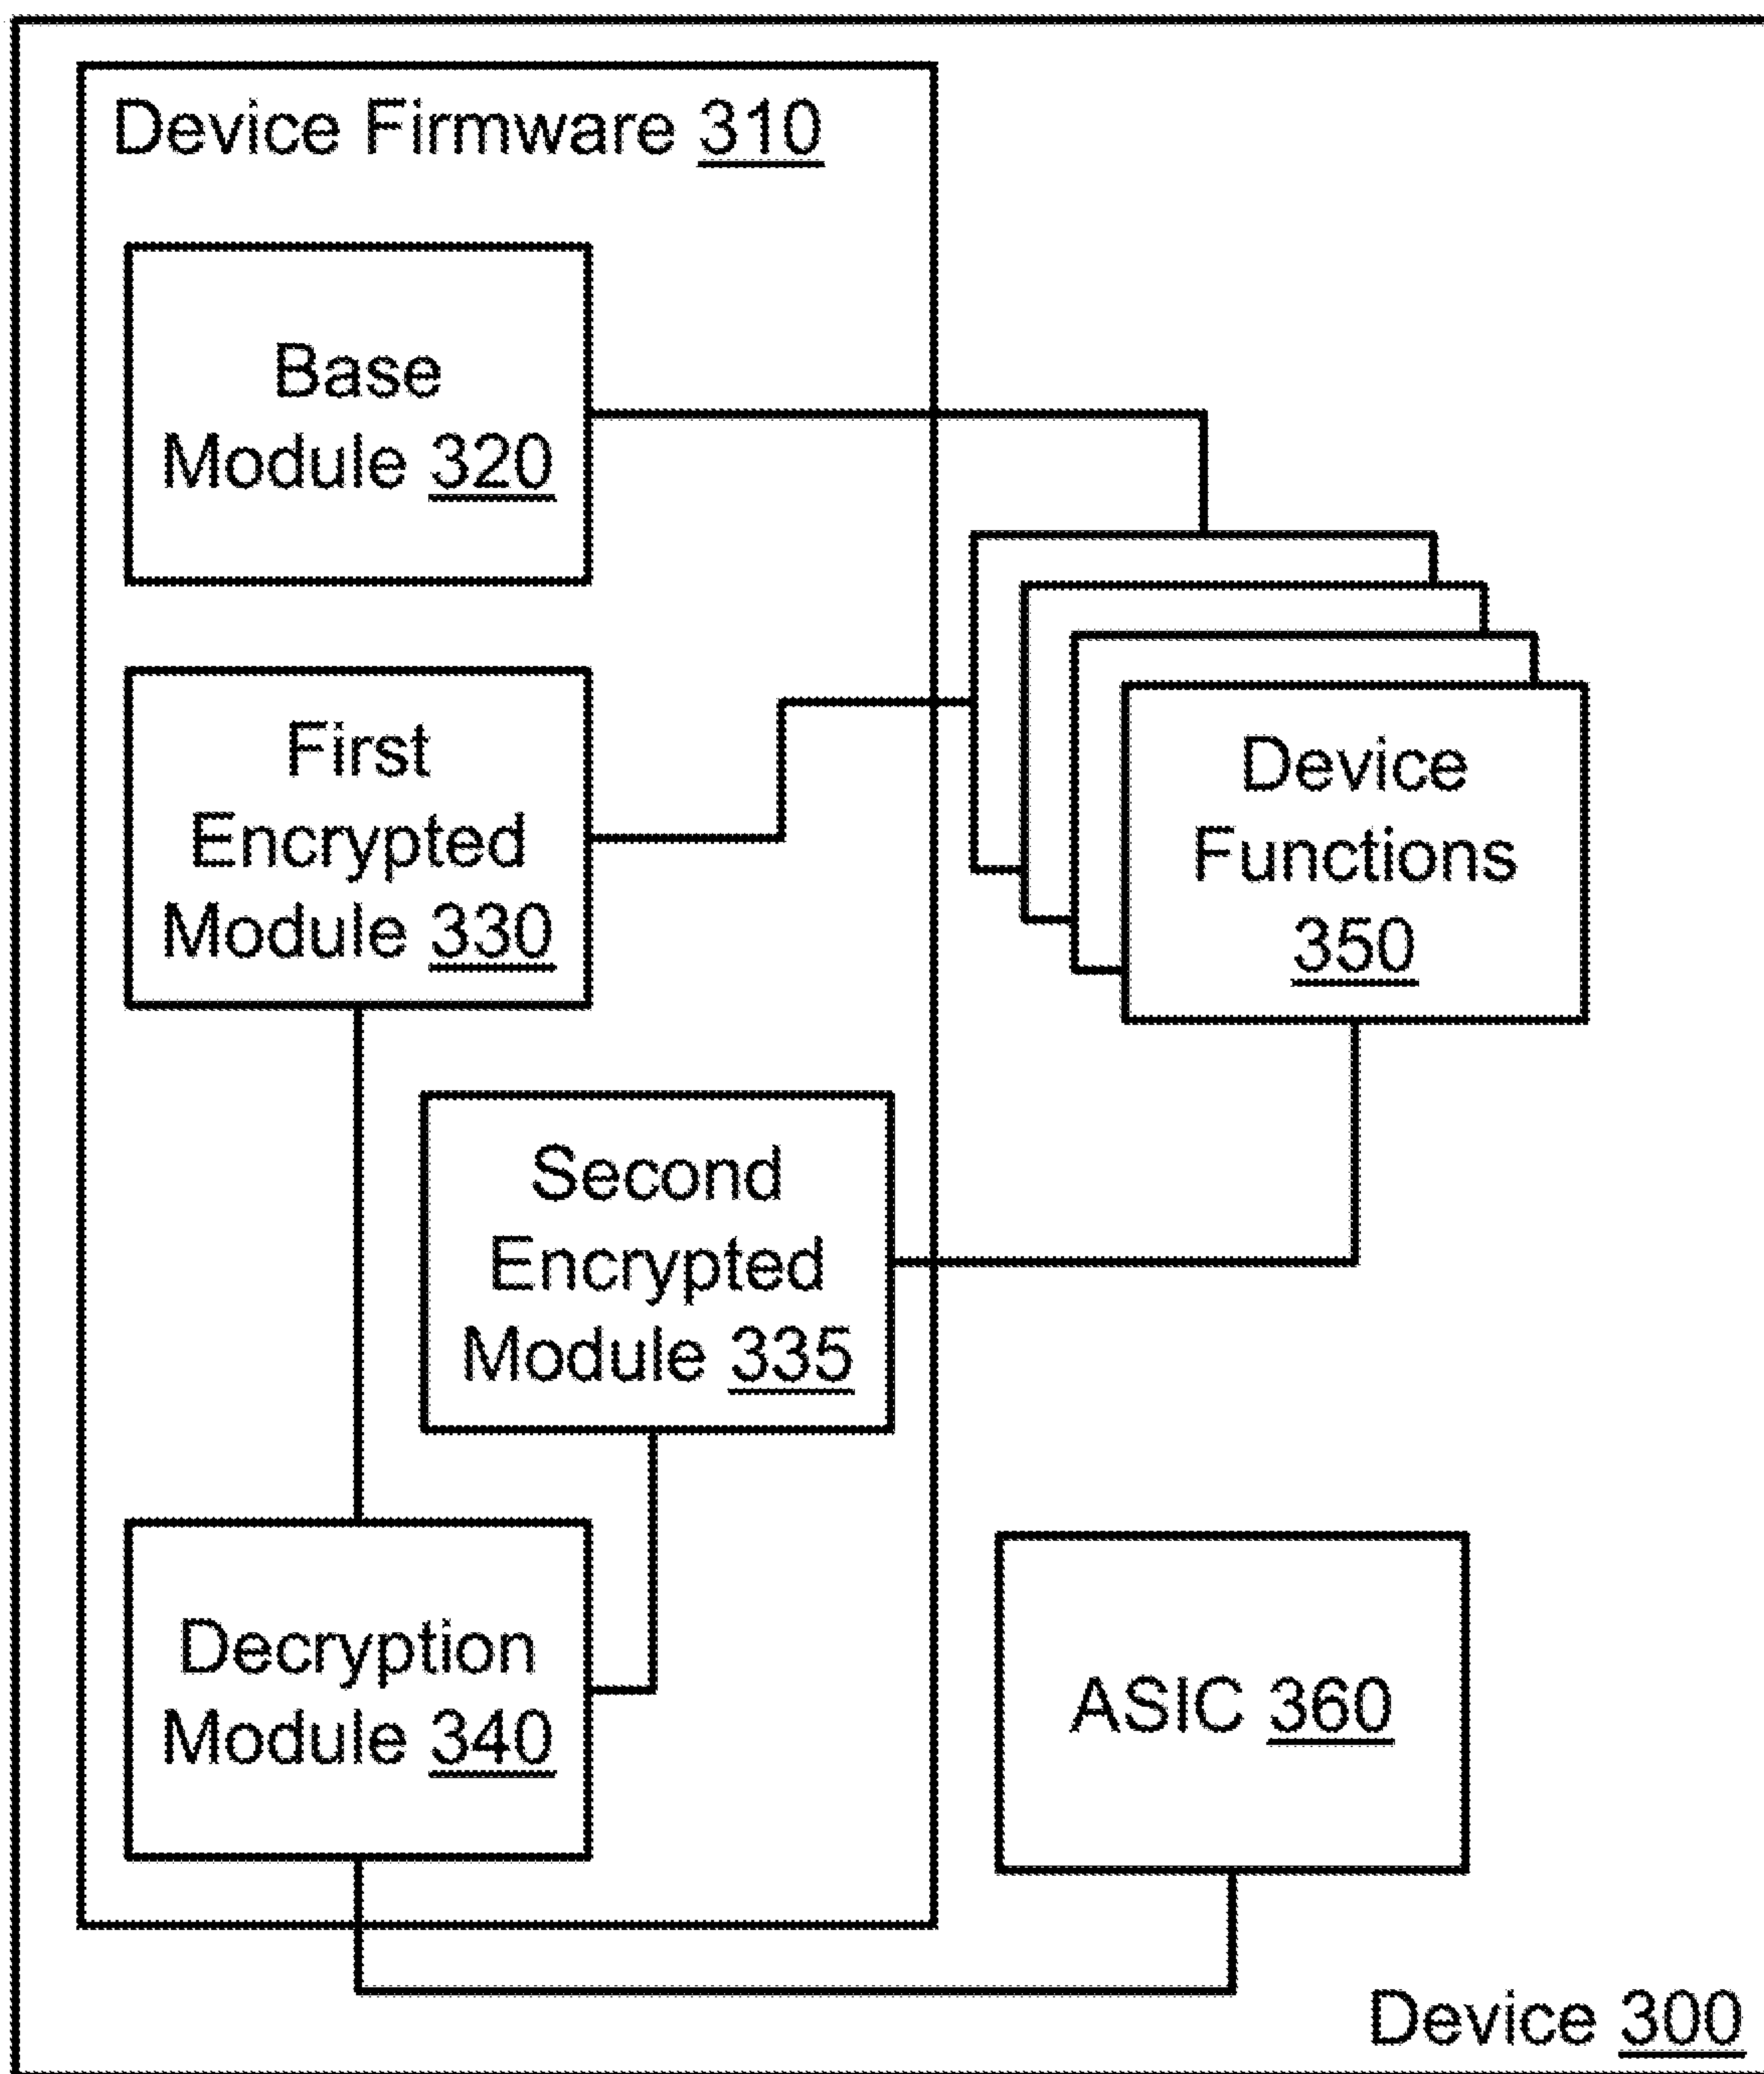 Device Firmware 310
Base
Module 320
First
Encrypted
Module 330
Device
Functions
350
Second
Encrypted
Module 335
Decryption
Module 340
ASIC 360
Device 300